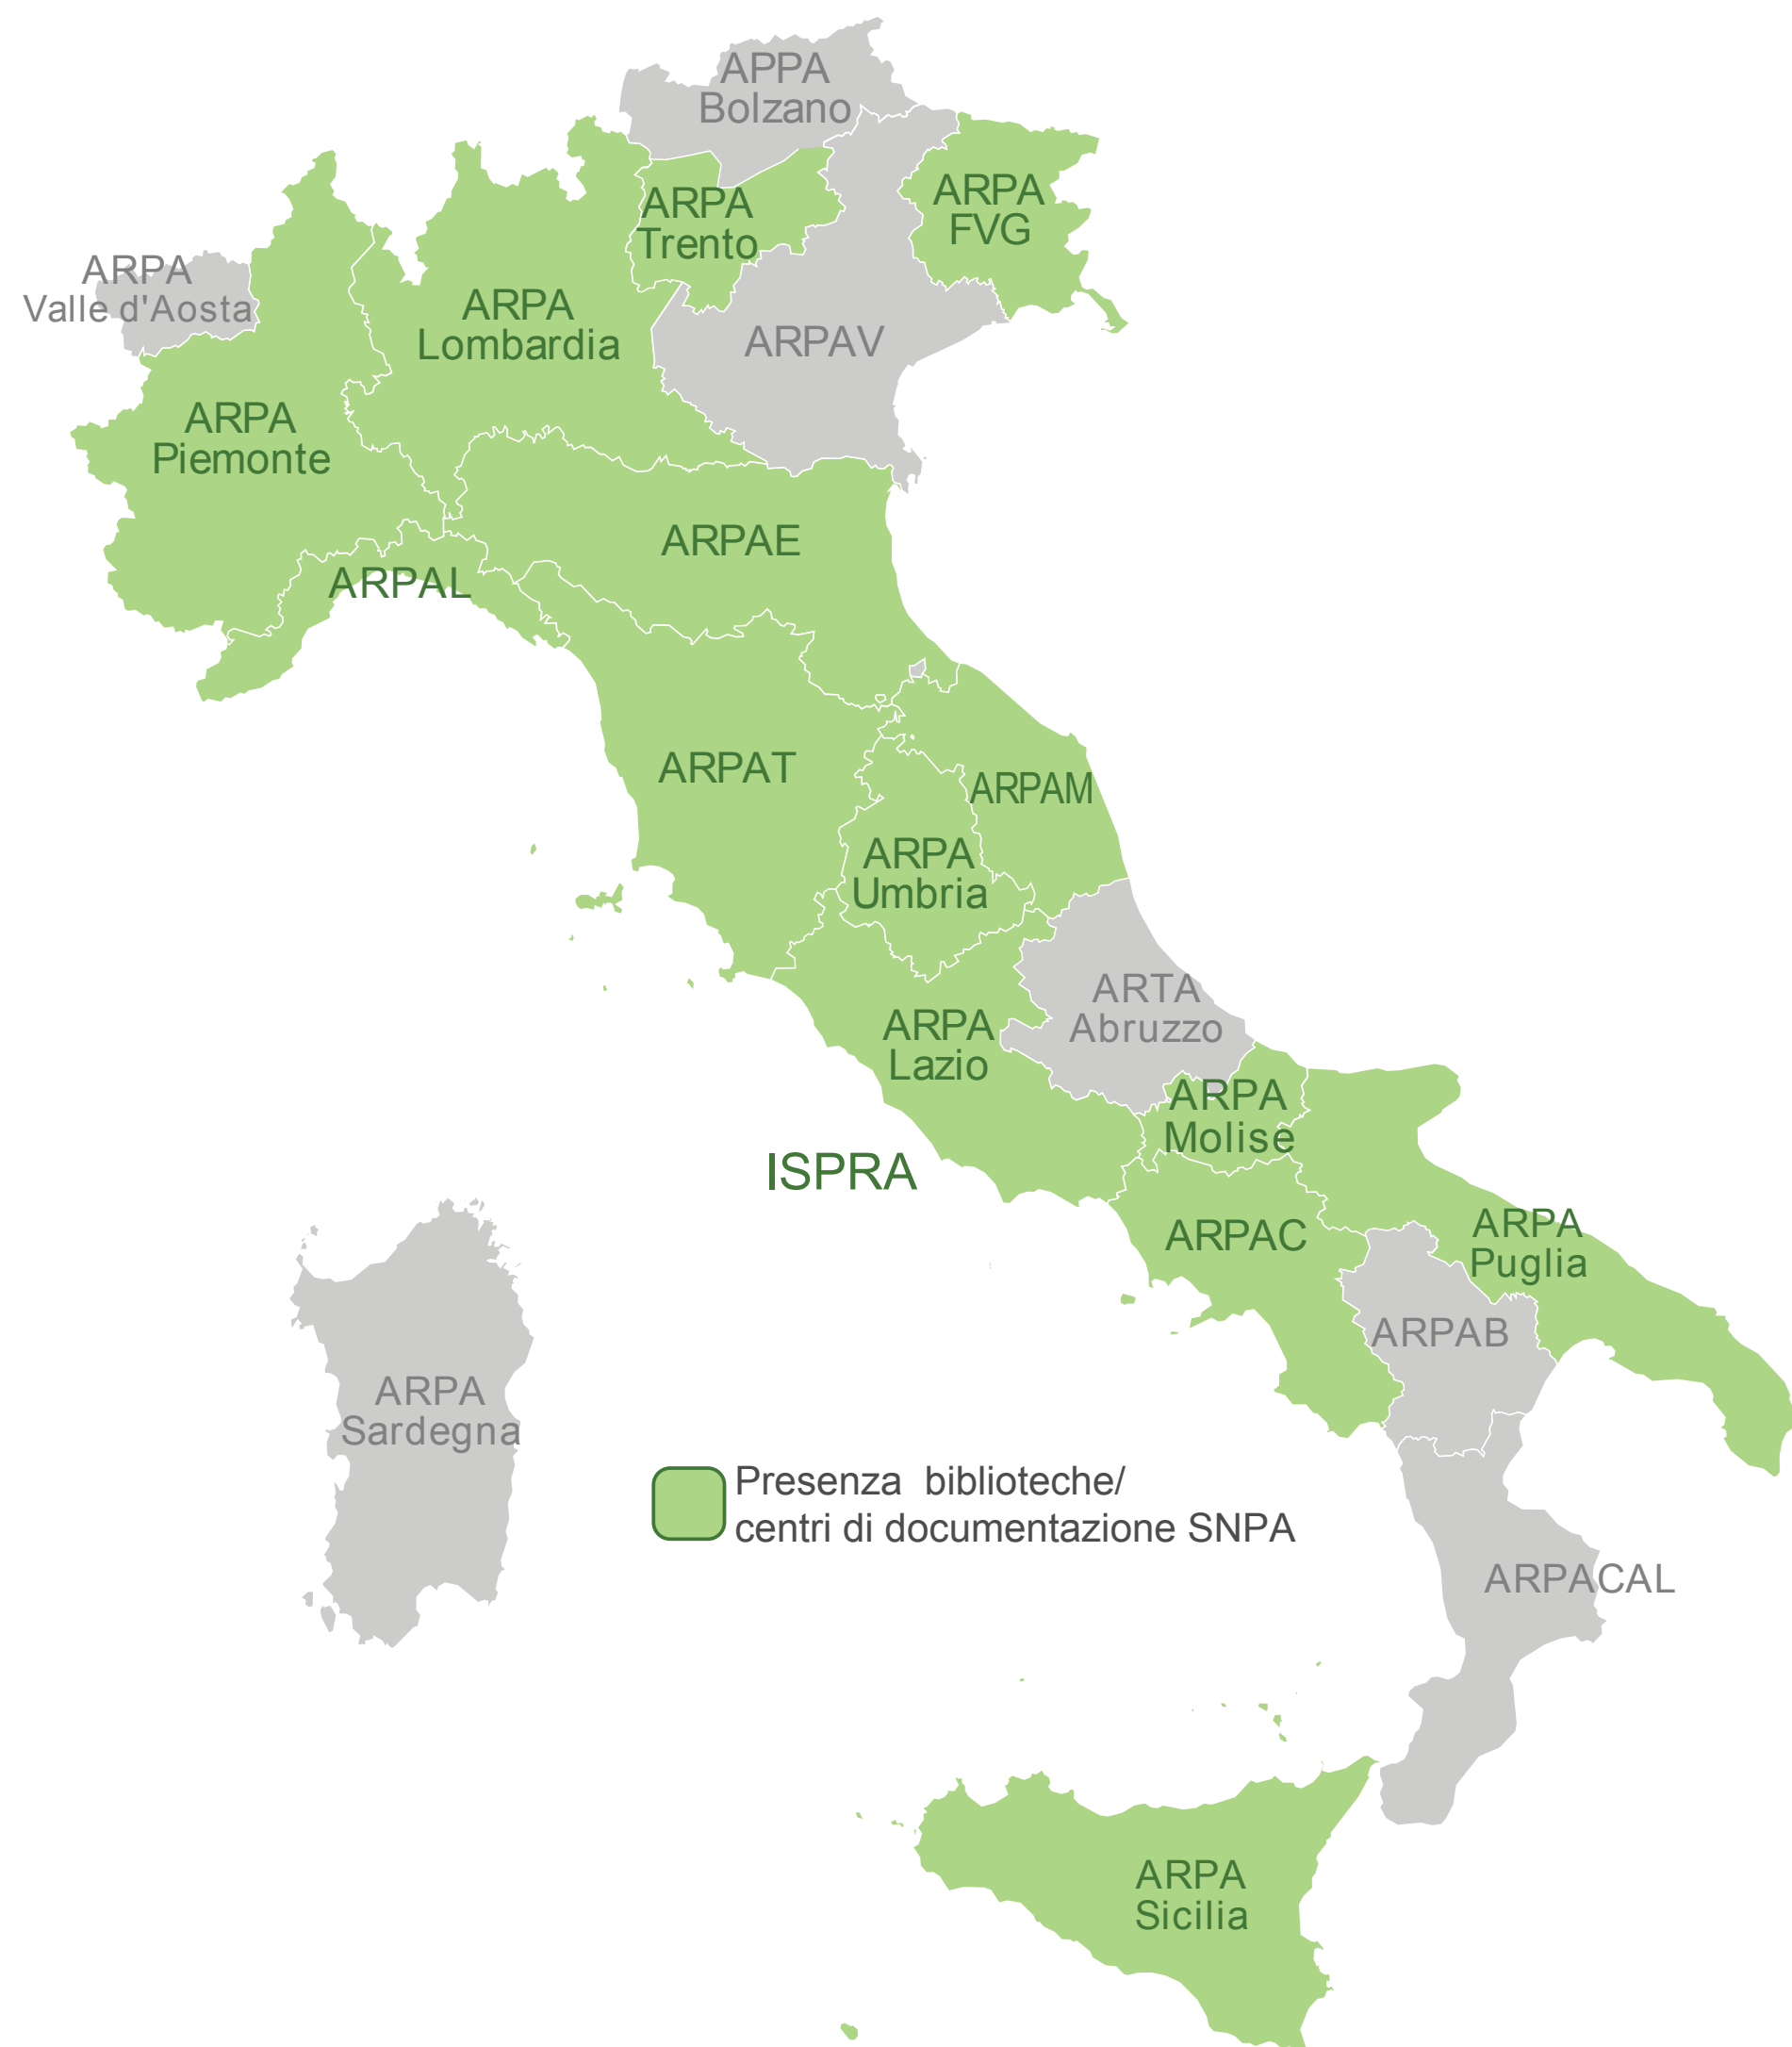 APPA
Bolzano
ARPA
Trento
ARPA
FVG
ARPA
Valle d'Aosta
ARPA
Lombardia
ARPAV
ARPA
Piemonte
ARPAE
ARPAL
ARPAT
ARPAM
ARPA
Umbria
ARTA
Abruzzo
ARPA
Lazio
ARPA
Molise
ISPRA
ARPAC
ARPA
Puglia
ARPAB
ARPA
Sardegna
Presenza biblioteche/
centri di documentazione SNPA
ARPACAL
ARPA
Sicilia